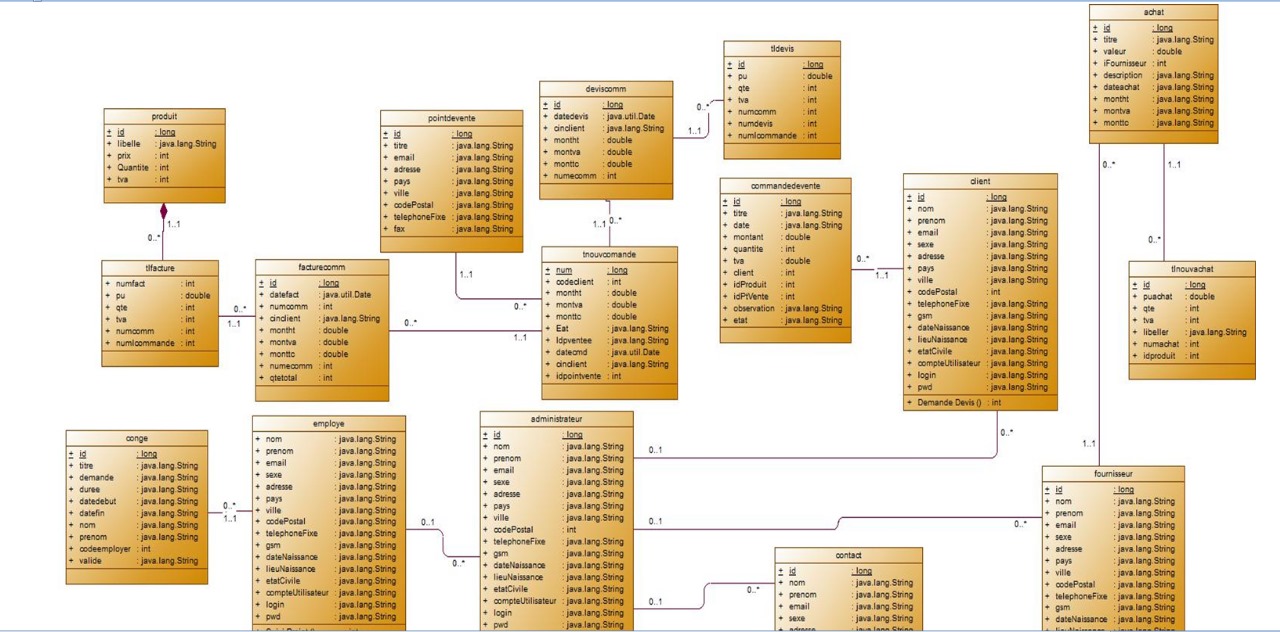 achat
+ id : long
+ titre : java.lang.String
+ valeur : double
+ iFournisseur : int
+ description : java.lang.String
+ dateachat : java.lang.String
+ montht : java.lang.String
+ montva : java.lang.String
+ montto : java.lang.String
tldevis
+ id : long
+ pu : double
+ qte : int
+ tva : int
+ numcomm : int
+ numdevis : int
+ numlcommande : int
deviscomm
+ id : long
+ datedevis : java.util.Date
+ cinclient : java.lang.String
+ montht : double
+ montva : double
+ montto : double
+ numecomm : int
0..*
1..1
produit
+ id : long
+ libelle : java.lang.String
+ prix : int
+ Quantite : int
+ tva : int
pointdevente
+ id : long
+ titre : java.lang.String
+ email : java.lang.String
+ adresse : java.lang.String
+ pays : java.lang.String
+ ville : java.lang.String
+ codePostal : java.lang.String
+ telephoneFixe : java.lang.String
+ fax : java.lang.String
1..1
0..*
1..1 0..*
1..1
0..*
commandedevente
+ id : long
+ titre : java.lang.String
+ date : java.lang.String
+ montant : double
+ quantite : int
+ tva : double
+ client : int
+ idProduit : int
+ idPtVente : int
+ observation : java.lang.String
+ etat : java.lang.String
0..*
1..1
client
+ id : long
+ nom : java.lang.String
+ prenom : java.lang.String
+ email : java.lang.String
+ sexe : java.lang.String
+ adresse : java.lang.String
+ pays : java.lang.String
+ ville : java.lang.String
+ codePostal : int
+ telephoneFixe : java.lang.String
+ gsm : java.lang.String
+ dateNaissance : java.lang.String
+ lieuNaissance : java.lang.String
+ etatCivile : java.lang.String
+ compteUtilisateur : java.lang.String
+ login : java.lang.String
+ pwd : java.lang.String
+ Demande Devis () : int
0..* 1..1
0..*
tlnouvachat
+ id : long
+ puachat : double
+ qte : int
+ tva : int
+ libeller : java.lang.String
+ numachat : int
+ idproduit : int
tlfacture
+ numfact : int
+ pu : double
+ qte : int
+ tva : int
+ numcomm : int
+ numlcommande : int
0..*
1..1
facturecomm
+ id : long
+ datefact : java.util.Date
+ numcomm : int
+ cinclient : java.lang.String
+ montht : double
+ montva : double
+ montto : double
+ numecomm : int
+ qtetotal : int
0..*
1..1
tnouvcomande
+ num : long
+ codeclient : int
+ montht : double
+ montva : double
+ montto : double
+ Eat : java.lang.String
+ Idpventee : java.lang.String
+ datecmd : java.util.Date
+ cinclient : java.lang.String
+ idpointvente : int
conge
+ id : long
+ titre : java.lang.String
+ demande : java.lang.String
+ duree : java.lang.String
+ datedebut : java.lang.String
+ datefin : java.lang.String
+ nom : java.lang.String
+ prenom : java.lang.String
+ codeemployer : int
+ valide : java.lang.String
0..*
1..1
employe
+ nom : java.lang.String
+ prenom : java.lang.String
+ email : java.lang.String
+ sexe : java.lang.String
+ adresse : java.lang.String
+ pays : java.lang.String
+ ville : java.lang.String
+ codePostal : java.lang.String
+ telephoneFixe : java.lang.String
+ gsm : java.lang.String
+ dateNaissance : java.lang.String
+ lieuNaissance : java.lang.String
+ etatCivile : java.lang.String
+ compteUtilisateur : java.lang.String
+ login : java.lang.String
+ pwd : java.lang.String
0..1
0..*
administrateur
+ id : long
+ nom : java.lang.String
+ prenom : java.lang.String
+ email : java.lang.String
+ sexe : java.lang.String
+ adresse : java.lang.String
+ pays : java.lang.String
+ ville : java.lang.String
+ codePostal : int
+ telephoneFixe : java.lang.String
+ gsm : java.lang.String
+ dateNaissance : java.lang.String
+ lieuNaissance : java.lang.String
+ etatCivile : java.lang.String
+ compteUtilisateur : java.lang.String
+ login : java.lang.String
+ pwd : java.lang.String
0..1
0..*
0..1
0..*
0..1
0..*
contact
+ id : long
+ nom : java.lang.String
+ prenom : java.lang.String
+ email : java.lang.String
+ sexe : java.lang.String
+ adresse : java.lang.String
1..1
fournisseur
+ id : long
+ nom : java.lang.String
+ prenom : java.lang.String
+ email : java.lang.String
+ sexe : java.lang.String
+ adresse : java.lang.String
+ pays : java.lang.String
+ ville : java.lang.String
+ codePostal : java.lang.String
+ telephoneFixe : java.lang.String
+ gsm : java.lang.String
+ dateNaissance : java.lang.String